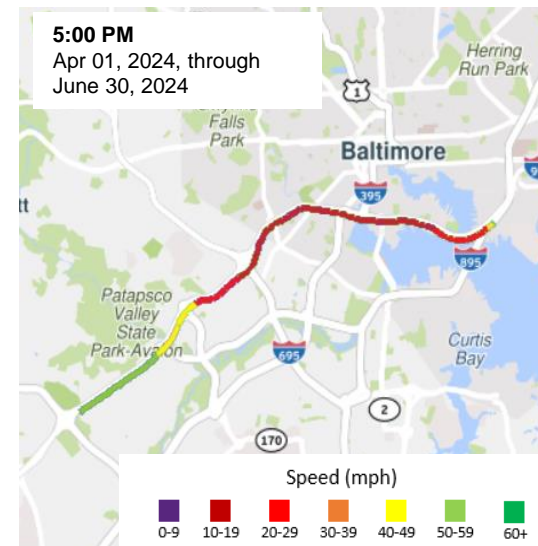 5:00 PM
Apr 01, 2024, through
June 30, 2024
Herring
Run Park
1
Falls
Park
Baltimore
395
895
Patapsco
Valley
State
Park-Avalon
Curtis
Bay
695
2
170
Speed (mph)
0-9 10-19 20-29 30-39 40-49 50-59 60+